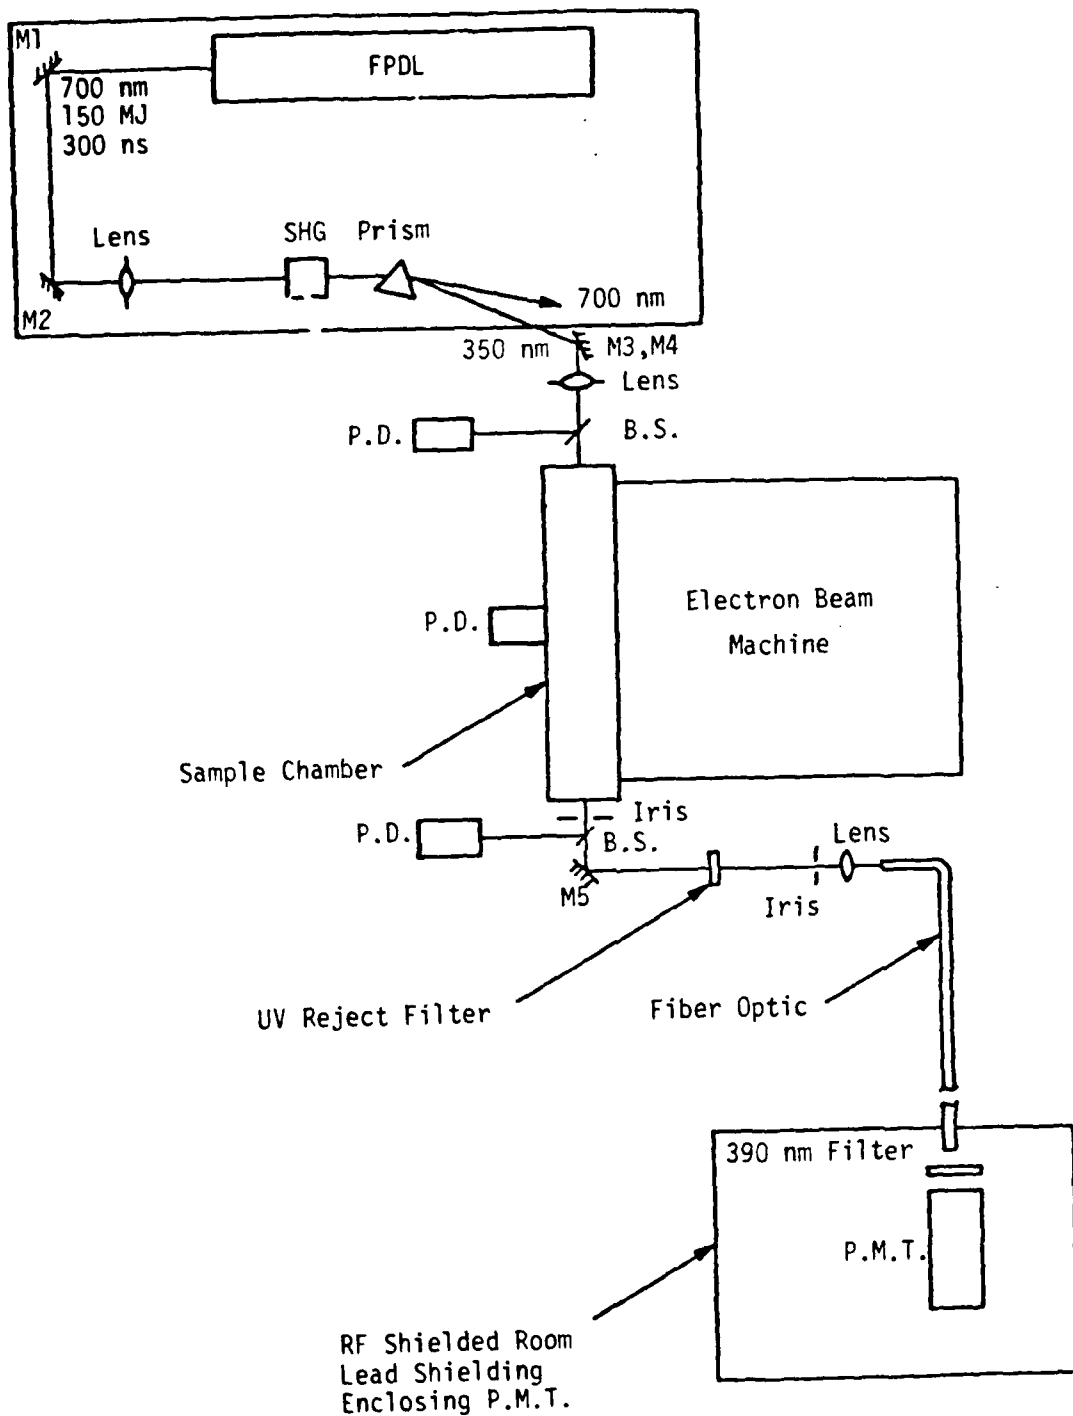 M1
FPDL
700 nm
150 MJ
300 ns
Lens
SHG
Prism
700 nm
M2
350 nm
M3,M4
Lens
P.D.
B.S.
Electron Beam
Machine
P.D.
Sample Chamber
Iris
P.D.
B.S.
Lens
M5
Iris
UV Reject Filter
Fiber Optic
390 nm Filter
P.M.T.
RF Shielded Room
Lead Shielding
Enclosing P.M.T.